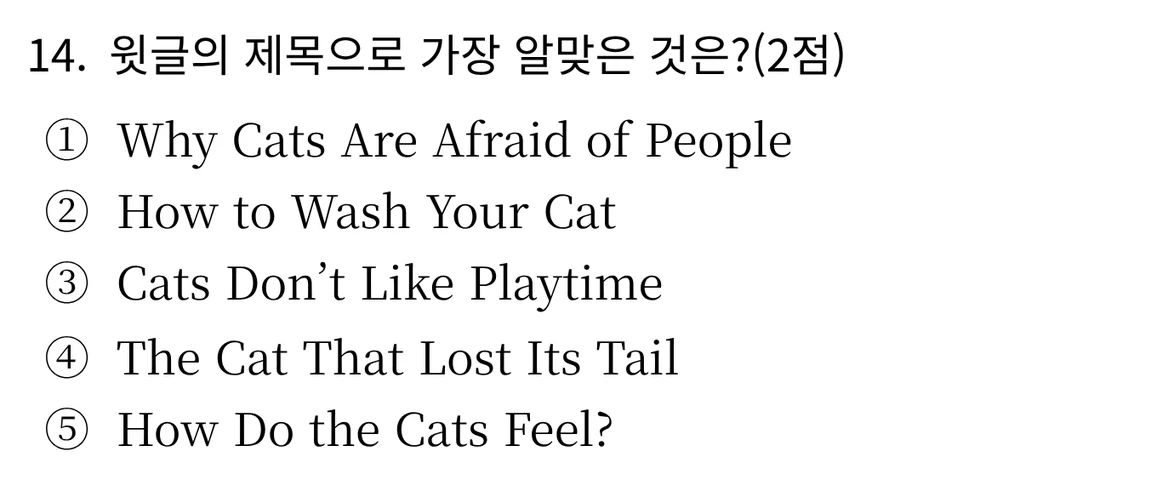 14. 윗글의 제목으로 가장 알맞은 것은?(2점)
① Why Cats Are Afraid of People
② How to Wash Your Cat
③ Cats Don’t Like Playtime
④ The Cat That Lost Its Tail
⑤ How Do the Cats Feel?